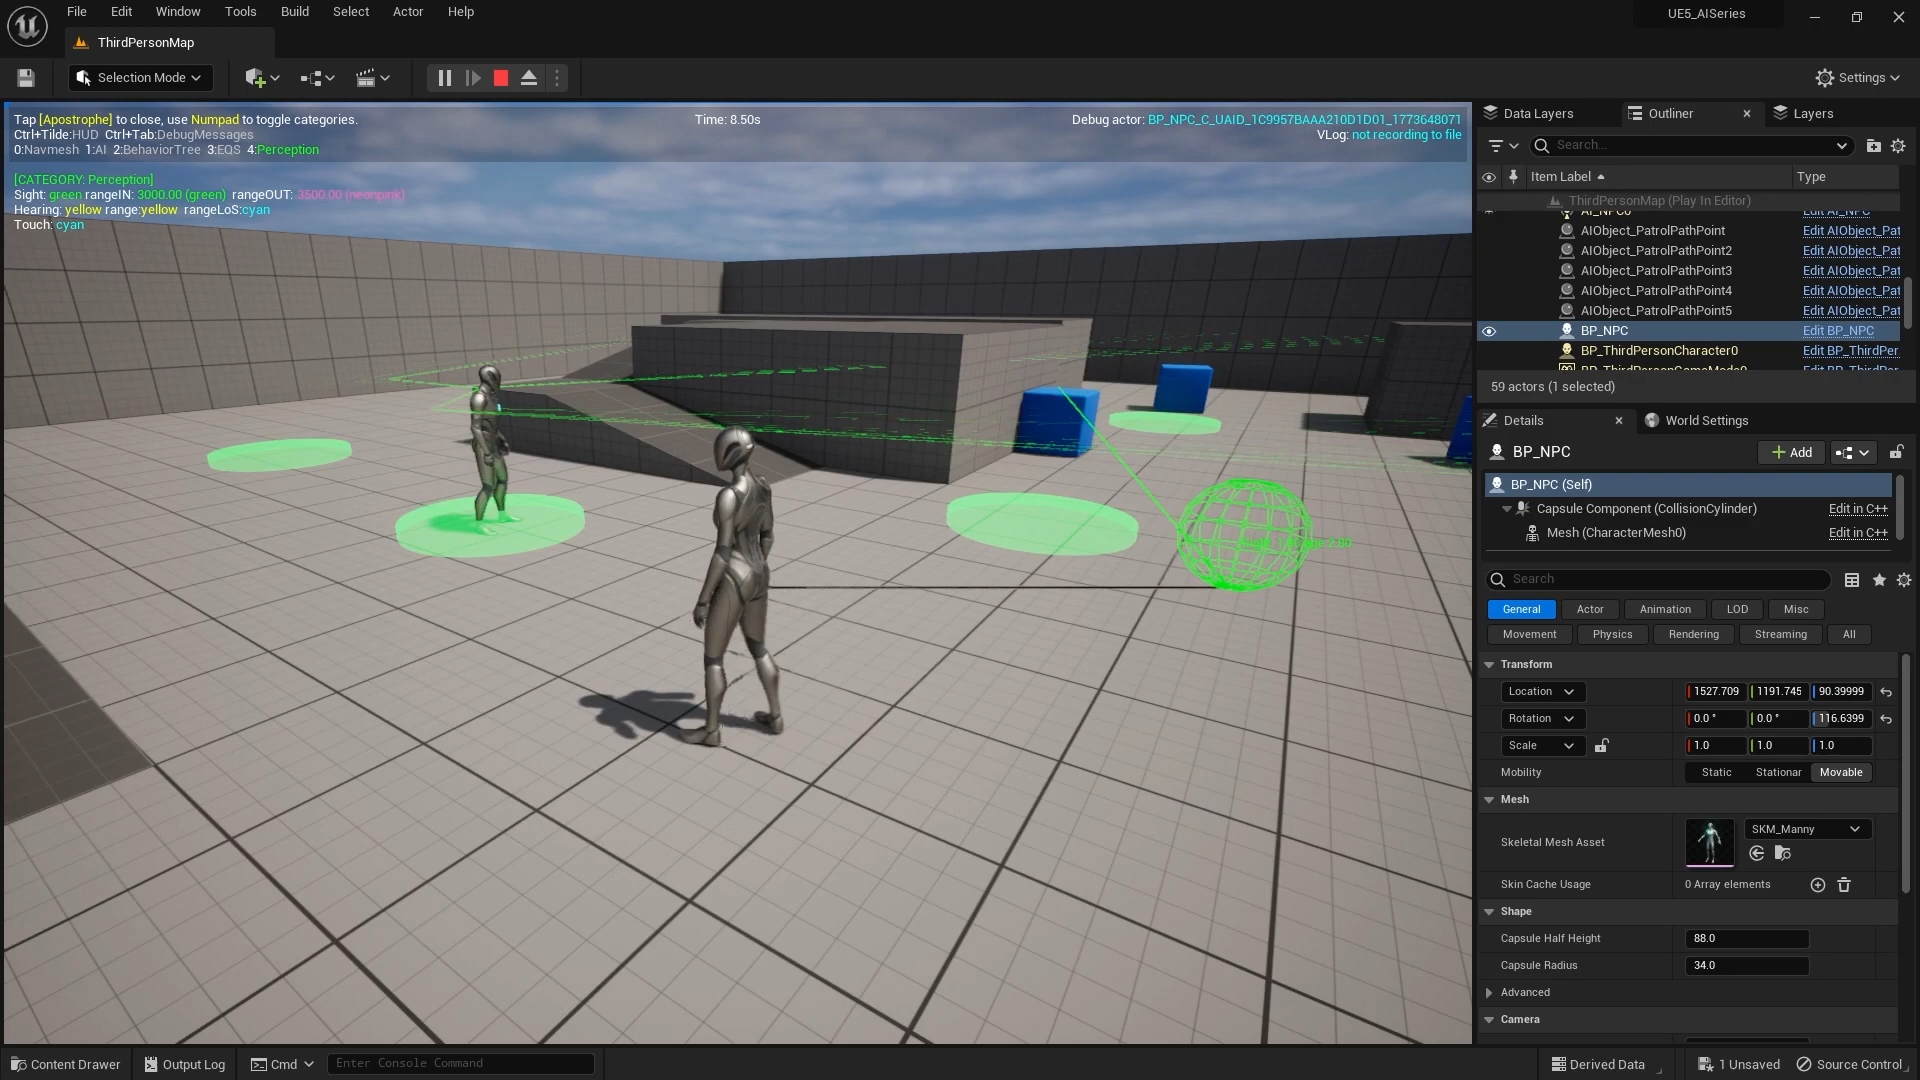 File Edit Window Tools Build Select Actor Help
UE5_AISeries
ThirdPersonMap
Selection Mode
Settings
Tap [Apostrophe] to close, use Numpad to toggle categories.
Ctrl+Tilde:HUD Ctrl+Tab:DebugMessages
0:Navmesh 1:AI 2:BehaviorTree 3:EQS 4:Perception
Time: 8.50s
Debug actor: BP_NPC_C_UAID_1C9957BAAA210D1D01_1773648071
VLog: not recording to file
[CATEGORY: Perception]
Sight: green rangeIN: 3000.00 (green) rangeOUT: 3500.00 (neonpink)
Hearing: yellow range:yellow rangeLoS:cyan
Touch: cyan
Data Layers
Outliner
Layers
Search...
Item Label
Type
ThirdPersonMap (Play In Editor)
AI_NPC0 Edit AI_NPC
AIObject_PatrolPathPoint Edit AIObject_Pat
AIObject_PatrolPathPoint2 Edit AIObject_Pat
AIObject_PatrolPathPoint3 Edit AIObject_Pat
AIObject_PatrolPathPoint4 Edit AIObject_Pat
AIObject_PatrolPathPoint5 Edit AIObject_Pat
BP_NPC Edit BP_NPC
BP_ThirdPersonCharacter0 Edit BP_ThirdPer
BP_ThirdPersonGameMode0 Edit BP_ThirdPer
59 actors (1 selected)
Details
World Settings
BP_NPC
Add
BP_NPC (Self)
Capsule Component (CollisionCylinder) Edit in C++
Mesh (CharacterMesh0) Edit in C++
Search
General Actor Animation LOD Misc
Movement Physics Rendering Streaming All
Transform
Location 1527.709 1191.745 90.39999
Rotation 0.0 ° 0.0 ° 116.6399
Scale 1.0 1.0 1.0
Mobility Static Stationar Movable
Mesh
Skeletal Mesh Asset SKM_Manny
Skin Cache Usage 0 Array elements
Shape
Capsule Half Height 88.0
Capsule Radius 34.0
Advanced
Camera
Content Drawer
Output Log
Cmd
Enter Console Command
Derived Data
1 Unsaved
Source Control